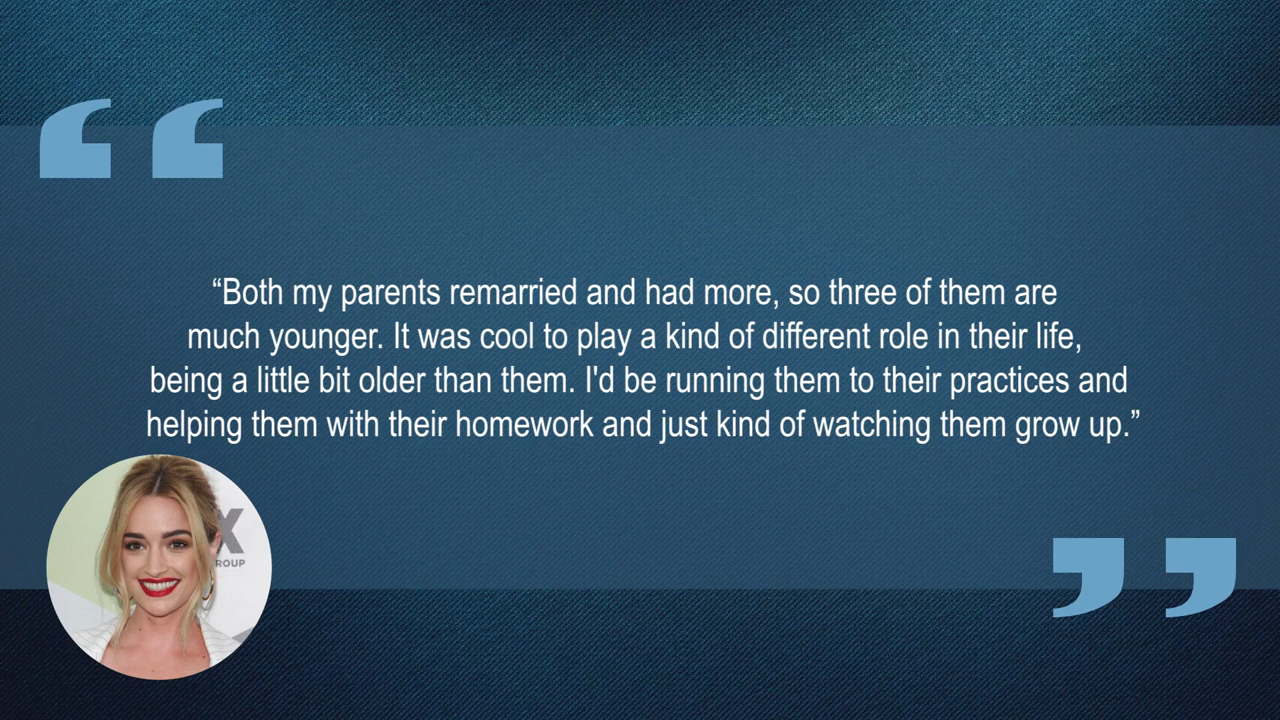 “Both my parents remarried and had more, so three of them are
much younger. It was cool to play a kind of different role in their life,
being a little bit older than them. I'd be running them to their practices and
helping them with their homework and just kind of watching them grow up.”
X
ROUP